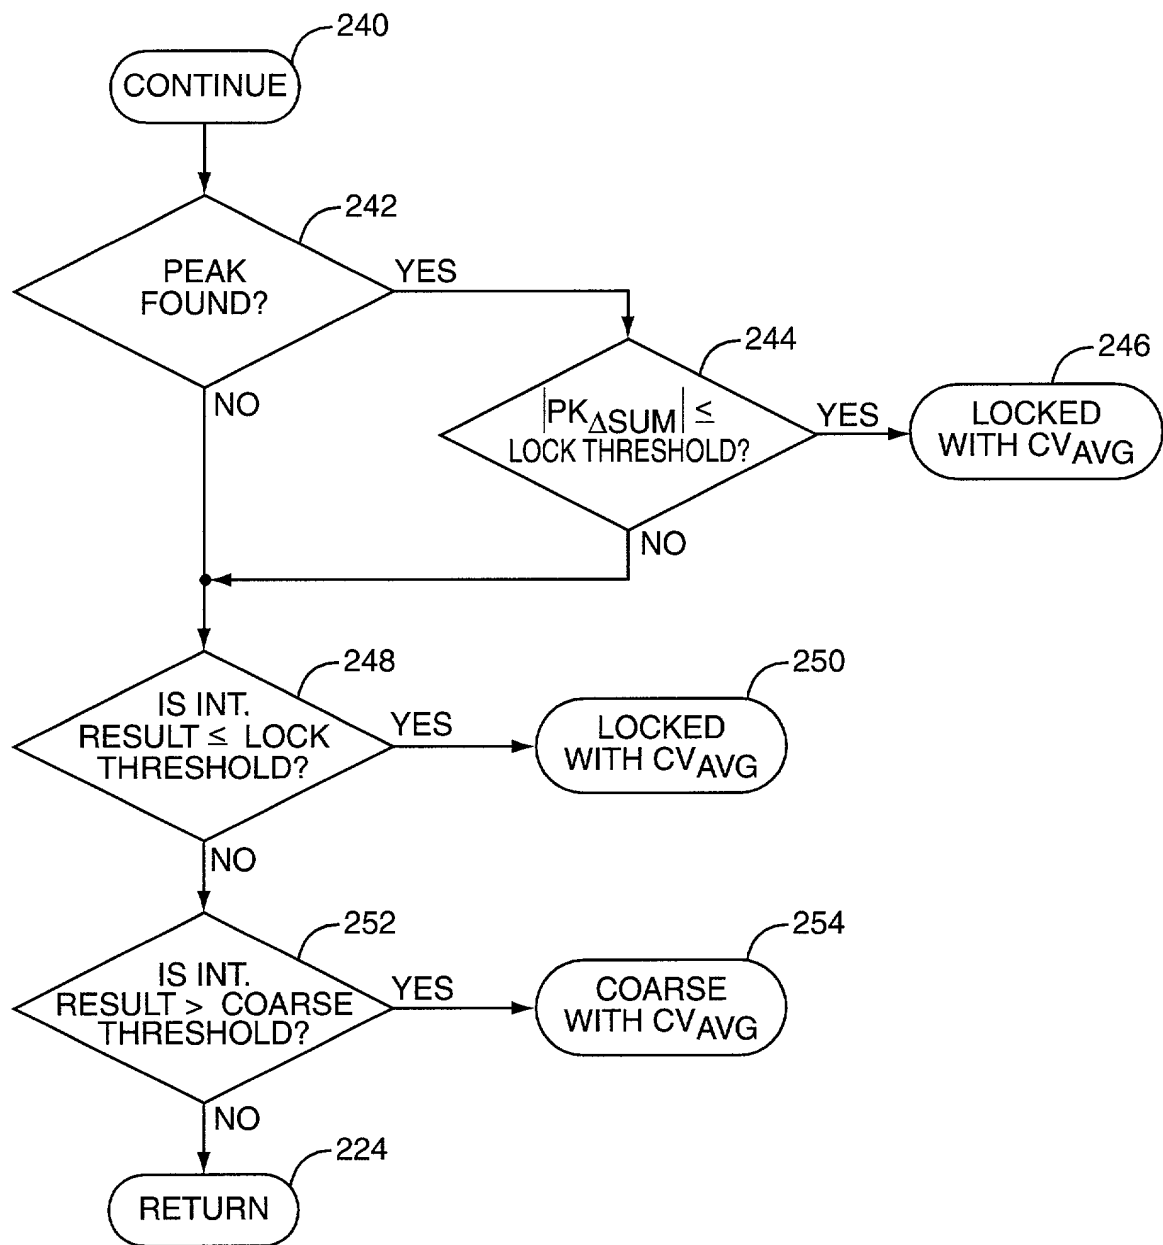 240
CONTINUE
242
PEAK
FOUND?
YES
NO
244
|PK∆SUM| ≤
LOCK THRESHOLD?
YES
NO
246
LOCKED
WITH CVAVG
248
IS INT.
RESULT ≤ LOCK
THRESHOLD?
YES
NO
250
LOCKED
WITH CVAVG
252
IS INT.
RESULT > COARSE
THRESHOLD?
YES
NO
254
COARSE
WITH CVAVG
224
RETURN